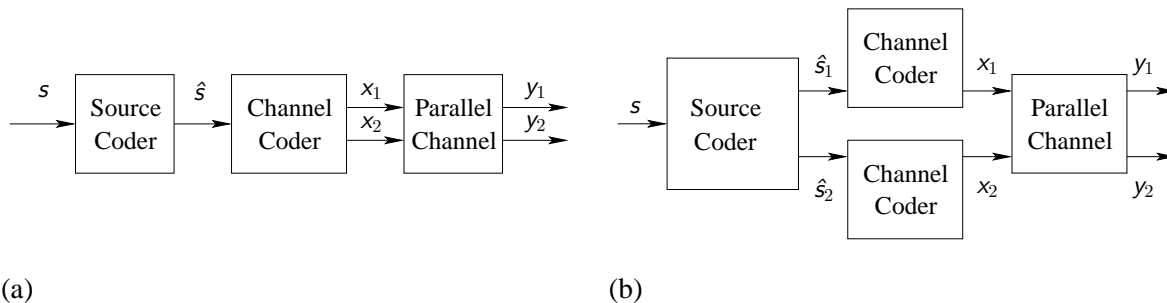 s
Source
Coder
ŝ
Channel
Coder
x₁
x₂
Parallel
Channel
y₁
y₂
(a)
s
Source
Coder
ŝ₁
ŝ₂
Channel
Coder
Channel
Coder
x₁
x₂
Parallel
Channel
y₁
y₂
(b)